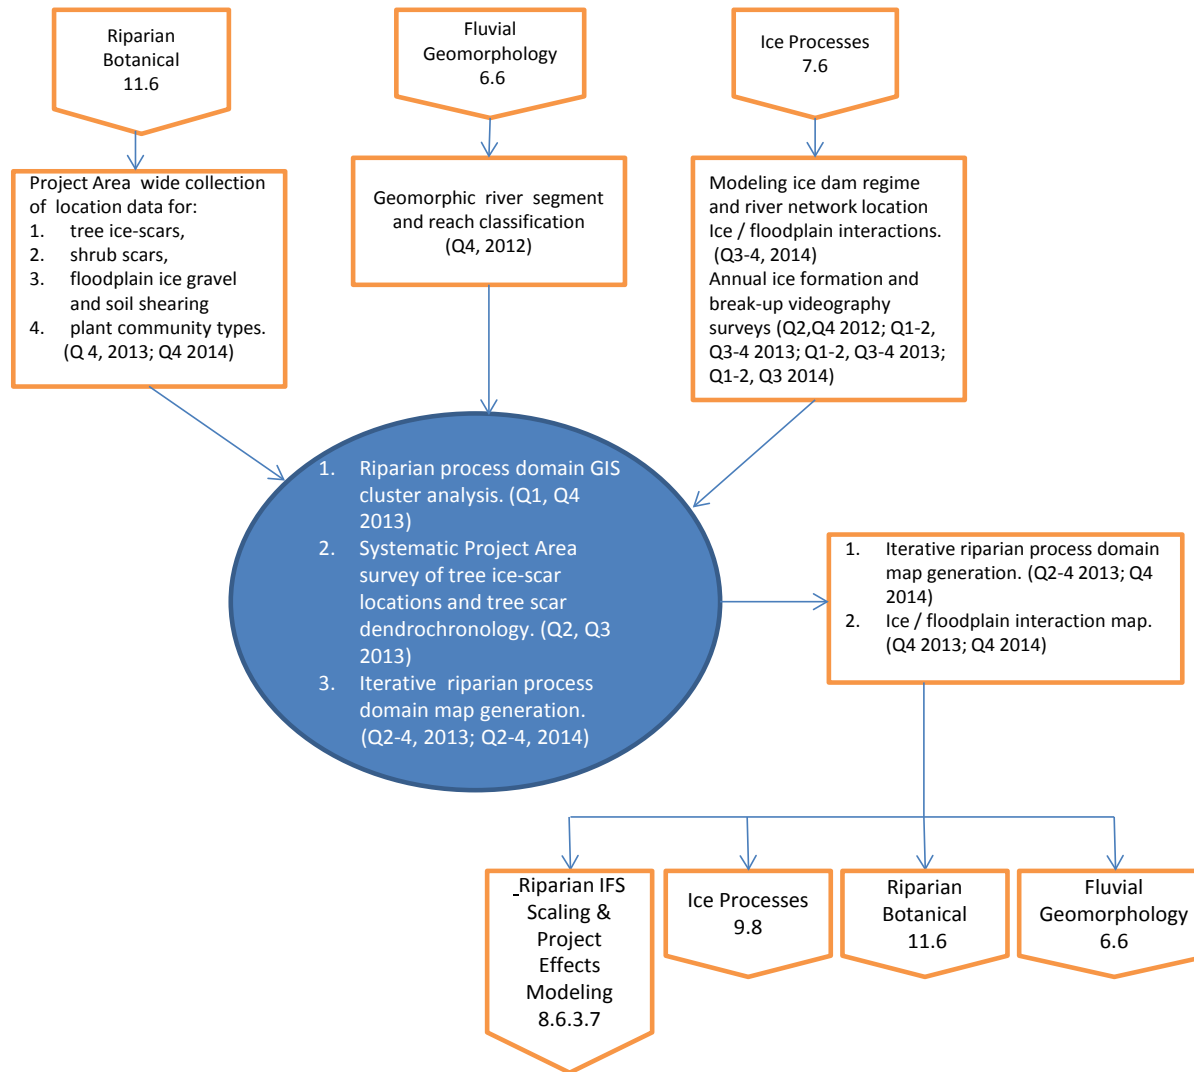 Riparian
Botanical
11.6
Fluvial
Geomorphology
6.6
Ice Processes
7.6
Project Area wide collection
of location data for:
1. tree ice-scars,
2. shrub scars,
3. floodplain ice gravel
and soil shearing
4. plant community types.
(Q 4, 2013; Q4 2014)
Geomorphic river segment
and reach classification
(Q4, 2012)
Modeling ice dam regime
and river network location
Ice / floodplain interactions.
(Q3-4, 2014)
Annual ice formation and
break-up videography
surveys (Q2,Q4 2012; Q1-2,
Q3-4 2013; Q1-2, Q3-4 2013;
Q1-2, Q3 2014)
1. Riparian process domain GIS
cluster analysis. (Q1, Q4
2013)
2. Systematic Project Area
survey of tree ice-scar
locations and tree scar
dendrochronology. (Q2, Q3
2013)
3. Iterative riparian process
domain map generation.
(Q2-4, 2013; Q2-4, 2014)
1. Iterative riparian process domain
map generation. (Q2-4 2013; Q4
2014)
2. Ice / floodplain interaction map.
(Q4 2013; Q4 2014)
_Riparian IFS
Scaling &
Project
Effects
Modeling
8.6.3.7
Ice Processes
9.8
Riparian
Botanical
11.6
Fluvial
Geomorphology
6.6